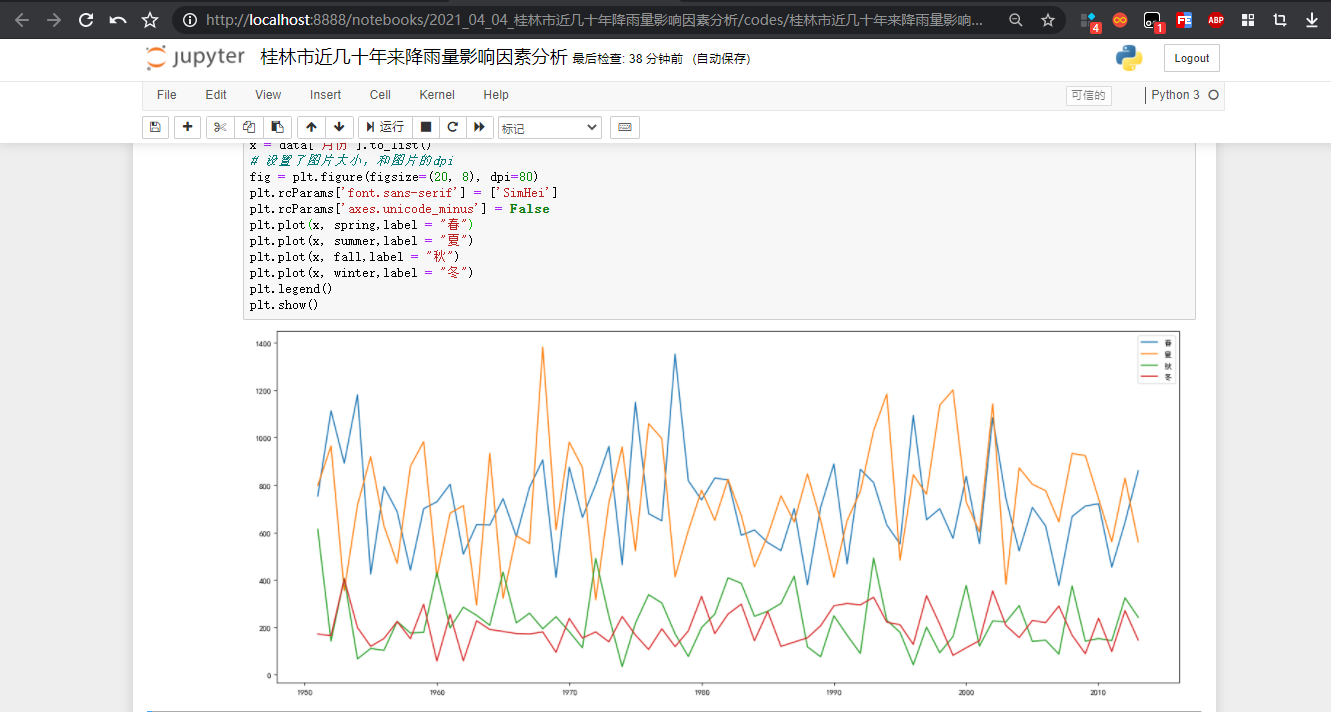 http://localhost:8888/notebooks/2021_04_04_桂林市近几十年降雨量影响因素分析/codes/桂林市近几十年来降雨量影响...
4
1
FE
ABP
jupyter 桂林市近几十年来降雨量影响因素分析 最后检查: 38 分钟前 (自动保存)
Logout
File Edit View Insert Cell Kernel Help
可信的
Python 3
运行
标记
x = data['月份'].to_list()
# 设置了图片大小，和图片的dpi
fig = plt.figure(figsize=(20, 8), dpi=80)
plt.rcParams['font.sans-serif'] = ['SimHei']
plt.rcParams['axes.unicode_minus'] = False
plt.plot(x, spring,label = "春")
plt.plot(x, summer,label = "夏")
plt.plot(x, fall,label = "秋")
plt.plot(x, winter,label = "冬")
plt.legend()
plt.show()
1400
春
夏
秋
冬
1200
1000
800
600
400
200
0
1950 1960 1970 1980 1990 2000 2010